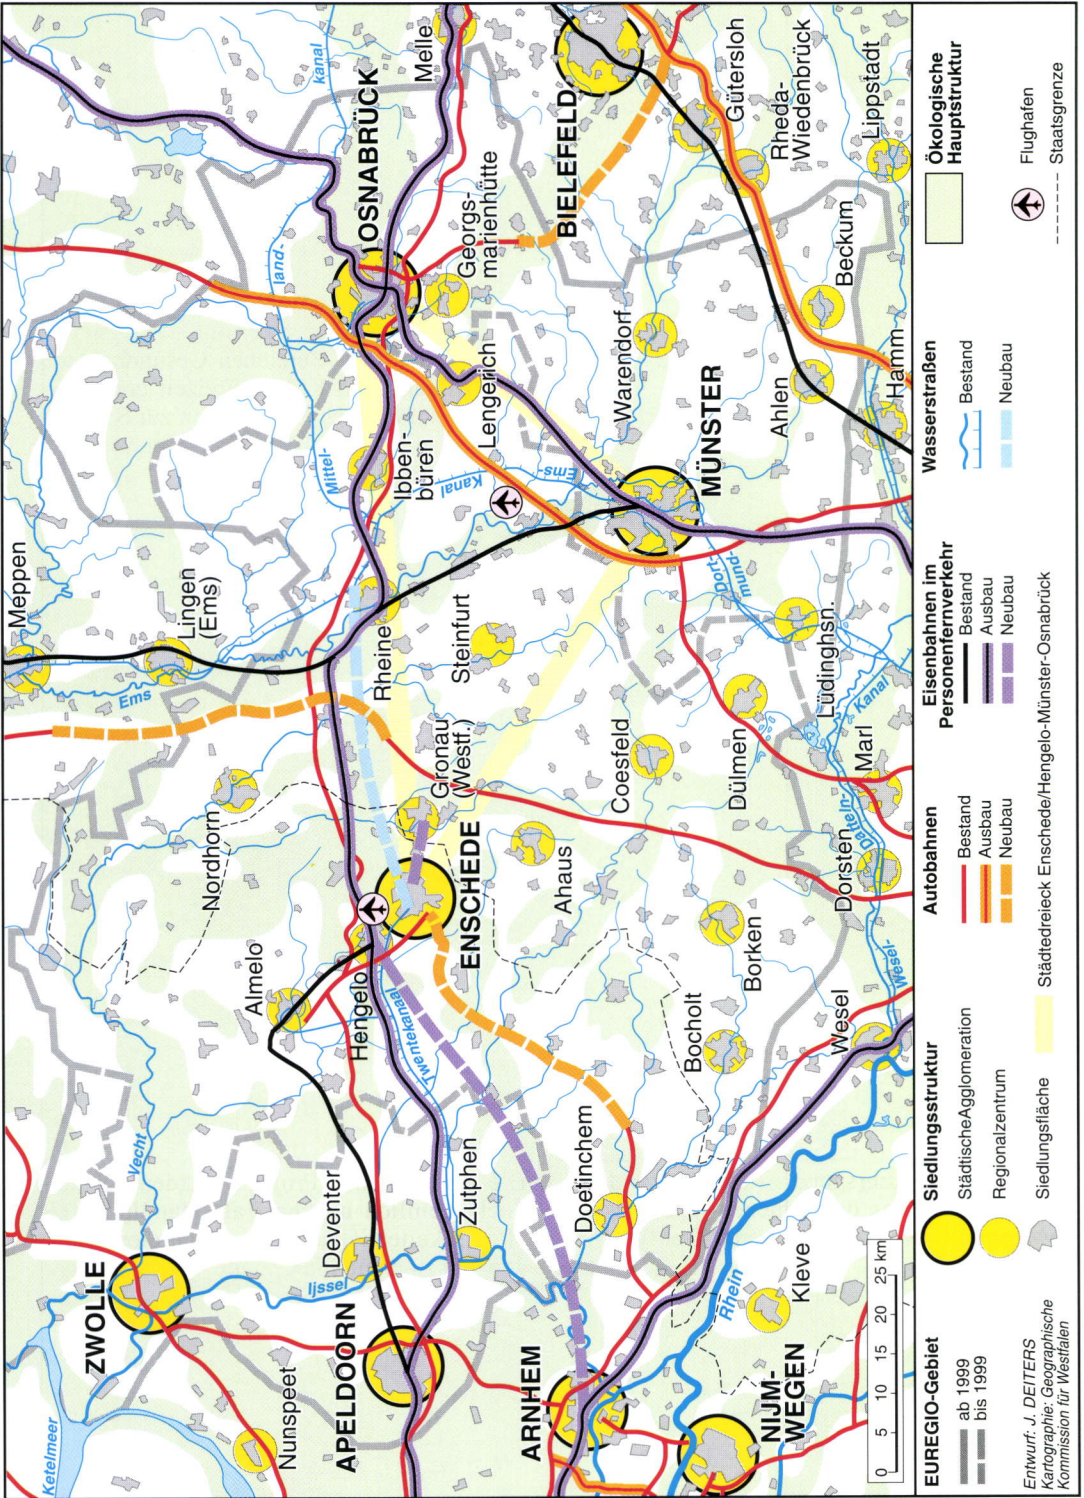 Ketelmeer
ZWOLLE
Nunspeet
Vecht
Ijssel
Deventer
APELDOORN
Zutphen
ARNHEM
Doetinchem
NIJM-
WEGEN
Rhein
Kleve
Almelo
Hengelo
Twentekanaal
ENSCHEDE
Nordhorn
Gronau
(Westf.)
Ahaus
Bocholt
Borken
Wesel
Wesel-
Datteln-
Kanal
Dorsten
Marl
Coesfeld
Dülmen
Lüdinghsn.
Meppen
Lingen
(Ems)
Ems
Rheine
Steinfurt
Mittel-
land-
kanal
Ibben-
büren
Kanal
Ems-
Dort-
mund-
Lengerich
MÜNSTER
Warendorf
Ahlen
Hamm
Beckum
OSNABRÜCK
Melle
Georgs-
marienhütte
BIELEFELD
Gütersloh
Rheda-
Wiedenbrück
Lippstadt
0 5 10 15 20 25 km
EUREGIO-Gebiet
ab 1999
bis 1999
Entwurf: J. DEITERS
Kartographie: Geographische
Kommission für Westfalen
Siedlungsstruktur
StädtischeAgglomeration
Regionalzentrum
Siedlungsfläche
Städtedreieck Enschede/Hengelo-Münster-Osnabrück
Autobahnen
Bestand
Ausbau
Neubau
Eisenbahnen im
Personenfernverkehr
Bestand
Ausbau
Neubau
Wasserstraßen
Bestand
Neubau
Ökologische
Hauptstruktur
Flughafen
Staatsgrenze